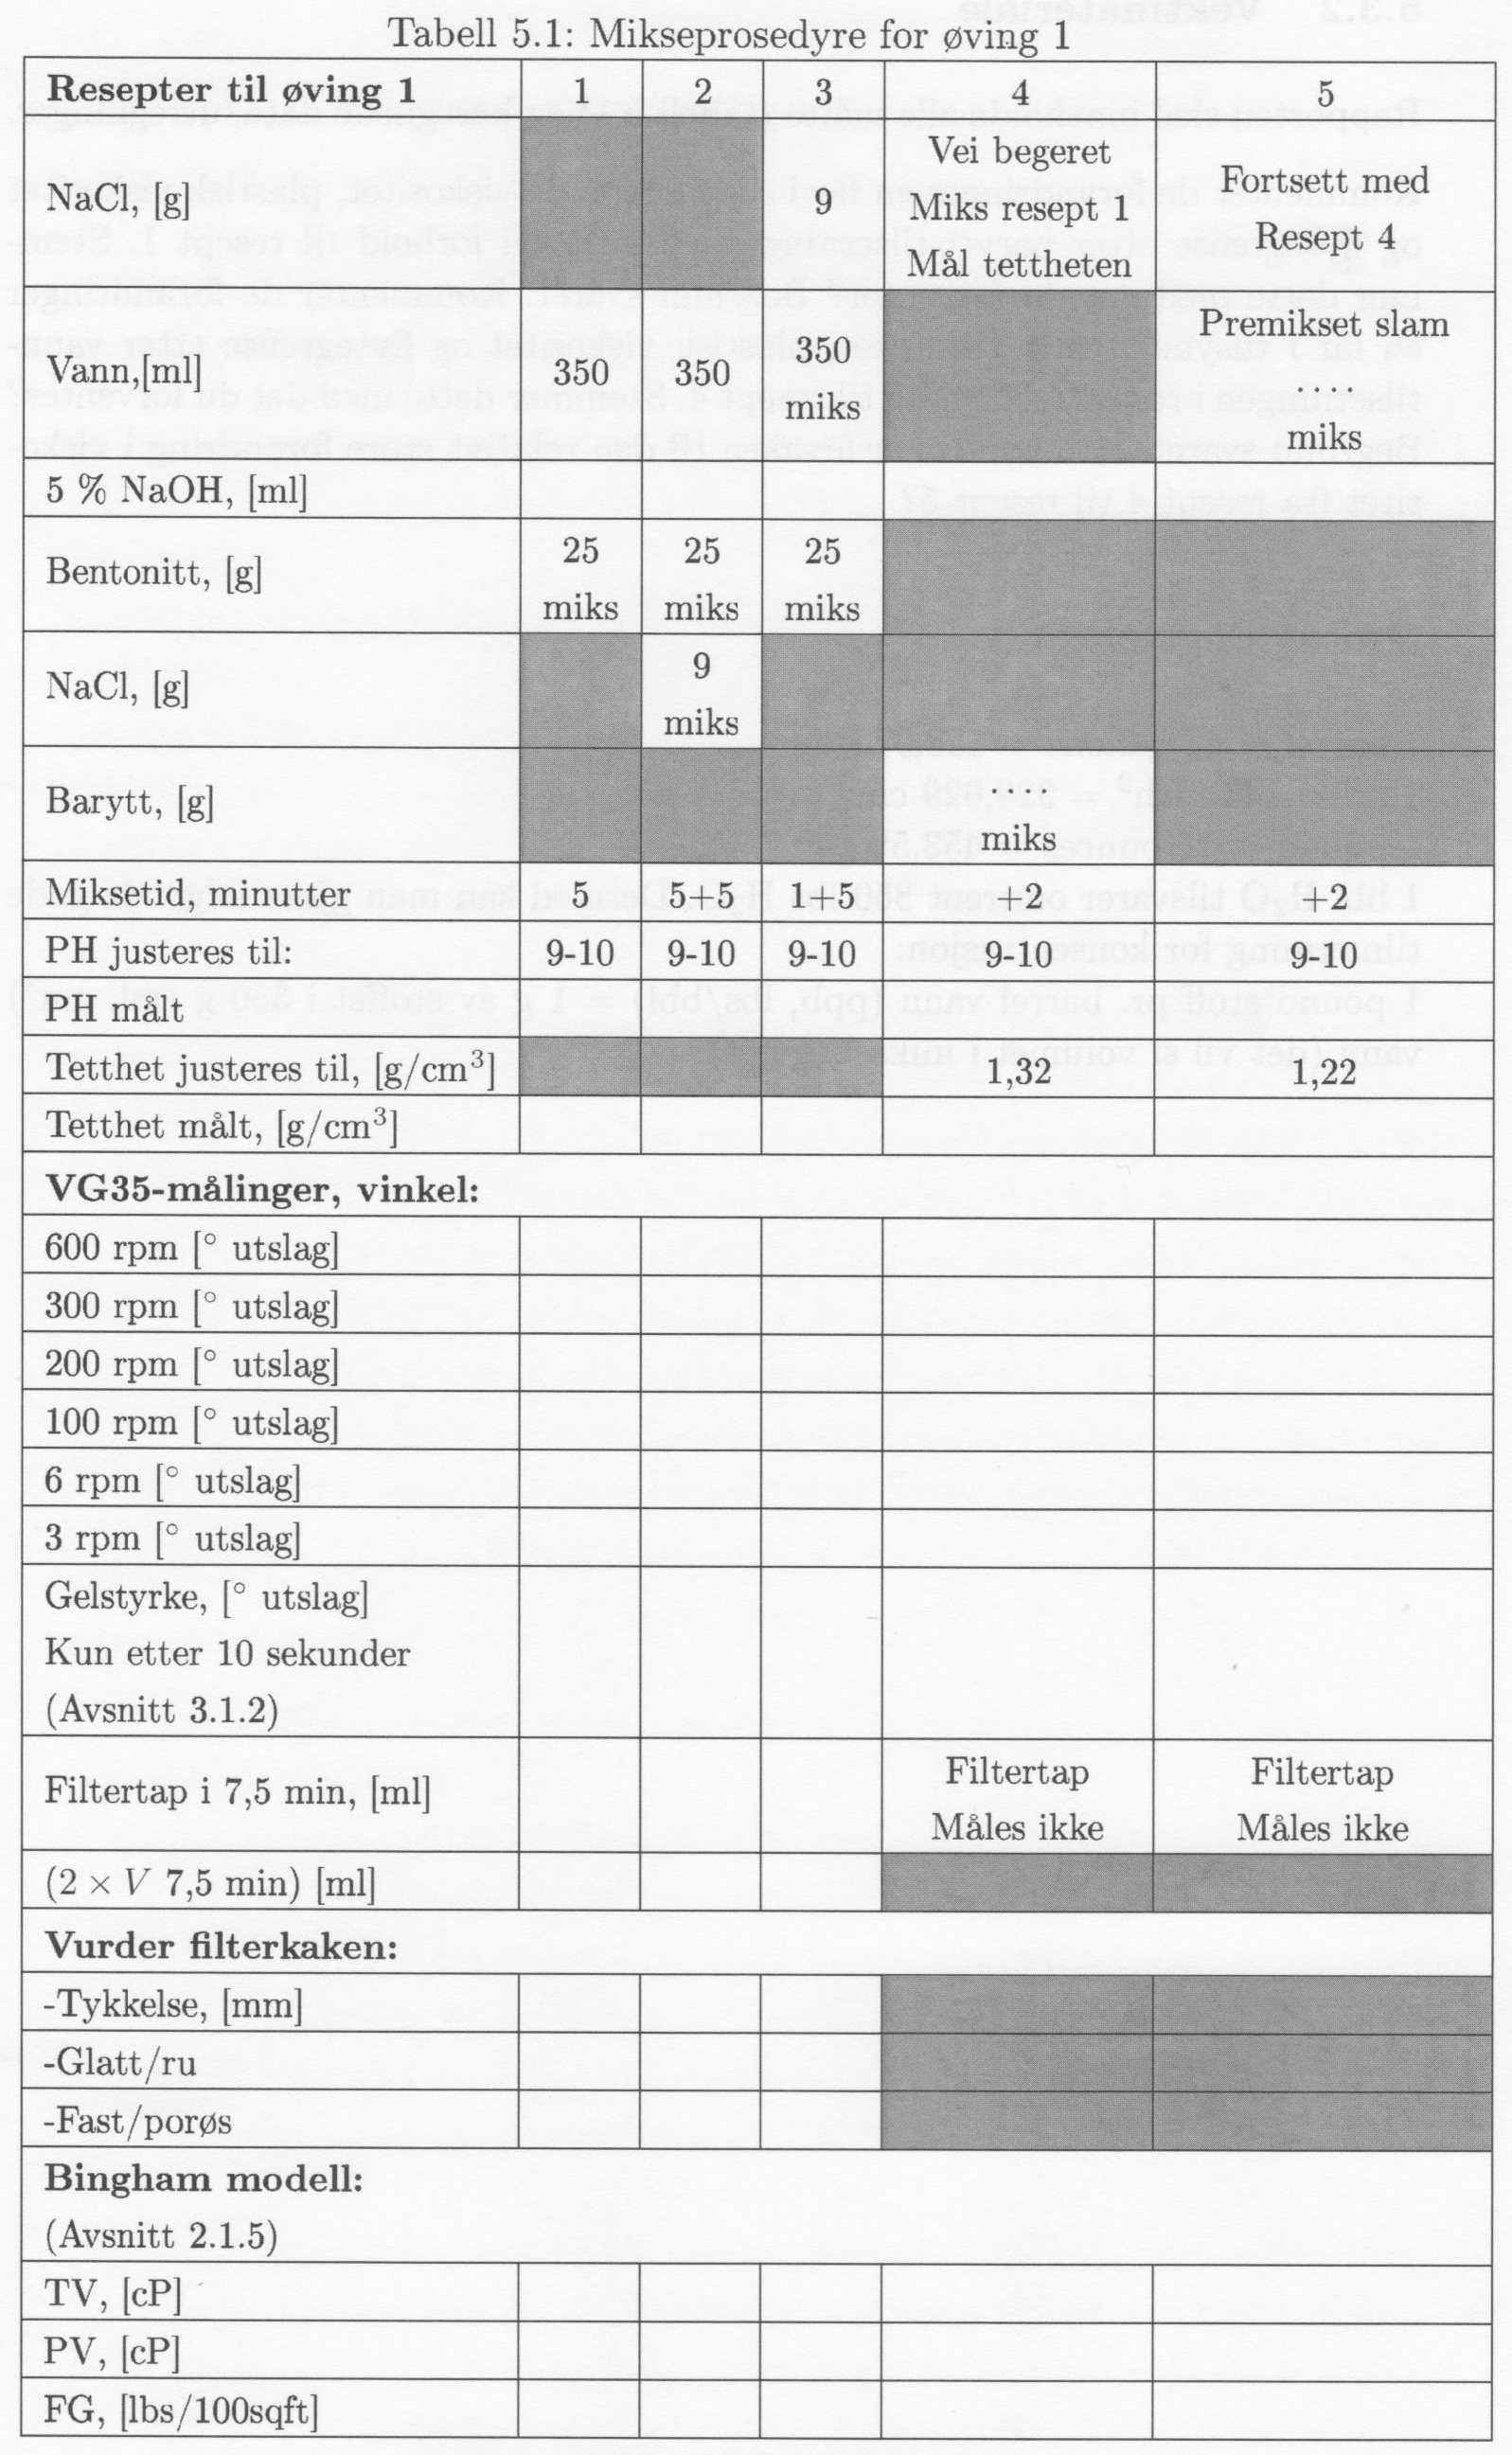 Tabell 5.1: Mikseprosedyre for øving 1
Resepter til øving 1 1 2 3 4 5
NaCl, [g] 9 Vei begeret Miks resept 1 Mål tettheten Fortsett med Resept 4
Vann,[ml] 350 350 350 miks Premikset slam .... miks
5 % NaOH, [ml]
Bentonitt, [g] 25 miks 25 miks 25 miks
NaCl, [g] 9 miks
Barytt, [g] .... miks
Miksetid, minutter 5 5+5 1+5 +2 +2
PH justeres til: 9-10 9-10 9-10 9-10 9-10
PH målt
Tetthet justeres til, [g/cm³] 1,32 1,22
Tetthet målt, [g/cm³]
VG35-målinger, vinkel:
600 rpm [° utslag]
300 rpm [° utslag]
200 rpm [° utslag]
100 rpm [° utslag]
6 rpm [° utslag]
3 rpm [° utslag]
Gelstyrke, [° utslag]
Kun etter 10 sekunder
(Avsnitt 3.1.2)
Filtertap i 7,5 min, [ml] Filtertap Måles ikke Filtertap Måles ikke
(2 × V 7,5 min) [ml]
Vurder filterkaken:
-Tykkelse, [mm]
-Glatt/ru
-Fast/porøs
Bingham modell:
(Avsnitt 2.1.5)
TV, [cP]
PV, [cP]
FG, [lbs/100sqft]